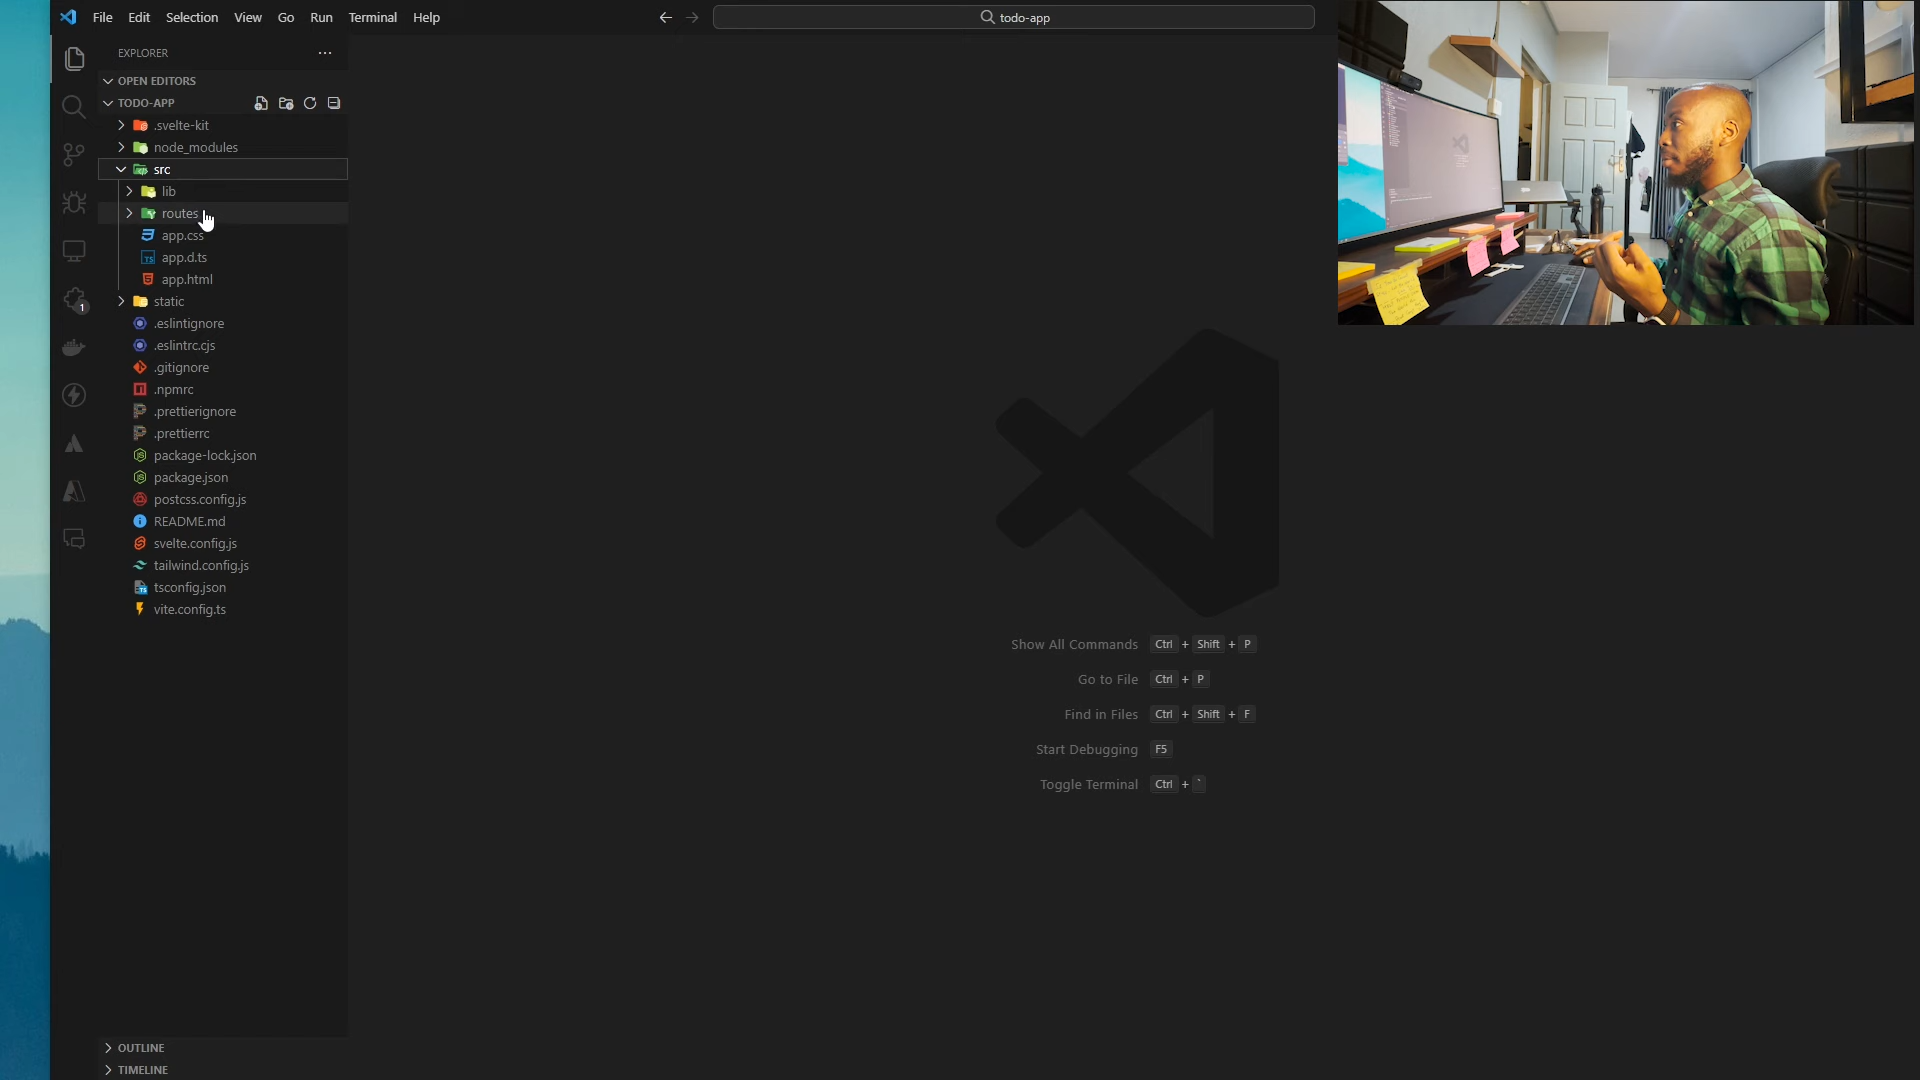 File Edit Selection View Go Run Terminal Help
todo-app
EXPLORER
OPEN EDITORS
TODO-APP
.svelte-kit
node_modules
src
lib
routes
app.css
app.d.ts
app.html
static
.eslintignore
.eslintrc.cjs
.gitignore
.npmrc
.prettierignore
.prettierrc
package-lock.json
package.json
postcss.config.js
README.md
svelte.config.js
tailwind.config.js
tsconfig.json
vite.config.ts
1
Show All Commands Ctrl + Shift + P
Go to File Ctrl + P
Find in Files Ctrl + Shift + F
Start Debugging F5
Toggle Terminal Ctrl + `
OUTLINE
TIMELINE